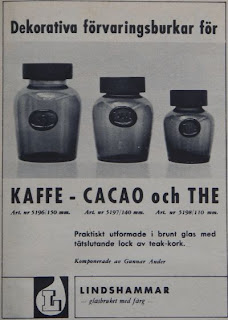 Dekorativa förvaringsburkar för
KAFFE - CACAO och THE
Art. nr 5196/150 mm. Art. nr 5197/140 mm. Art. nr 5198/110 mm.
Praktiskt utformade i brunt glas med
tätslutande lock av teak-kork.
Komponerade av Gunnar Ander
L
LINDSHAMMAR
– glasbruket med färg –